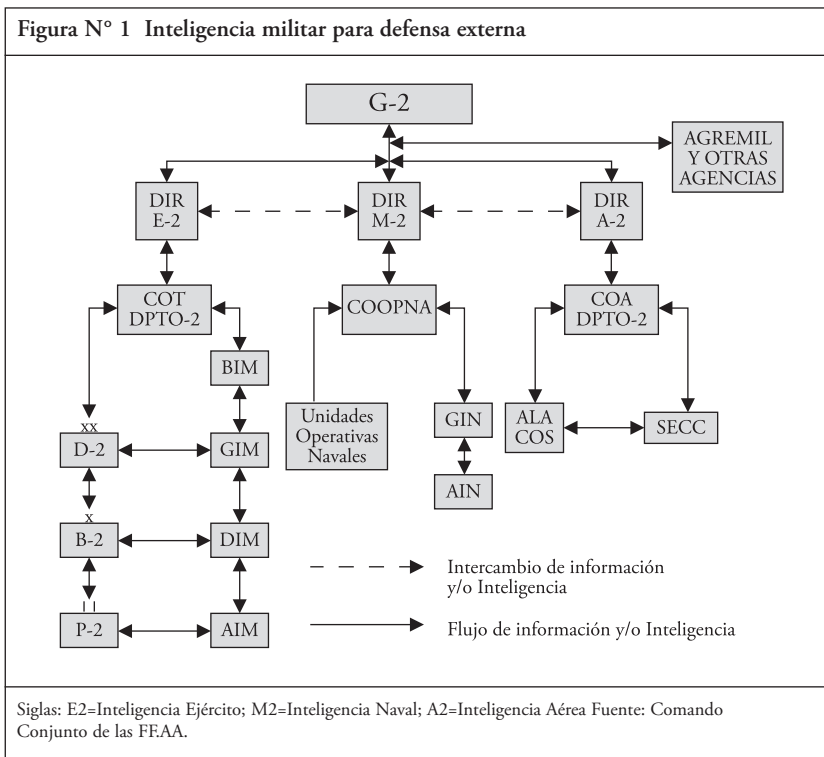 Figura N° 1 Inteligencia militar para defensa externa
G-2
AGREMIL
Y OTRAS
AGENCIAS
DIR
E-2
DIR
M-2
DIR
A-2
COT
DPTO-2
COOPNA
COA
DPTO-2
BIM
Unidades
Operativas
Navales
GIN
ALA
COS
SECC
xx
D-2
GIM
AIN
x
B-2
DIM
Intercambio de información
y/o Inteligencia
| |
P-2
AIM
Flujo de información y/o Inteligencia
Siglas: E2=Inteligencia Ejército; M2=Inteligencia Naval; A2=Inteligencia Aérea Fuente: Comando
Conjunto de las FF.AA.